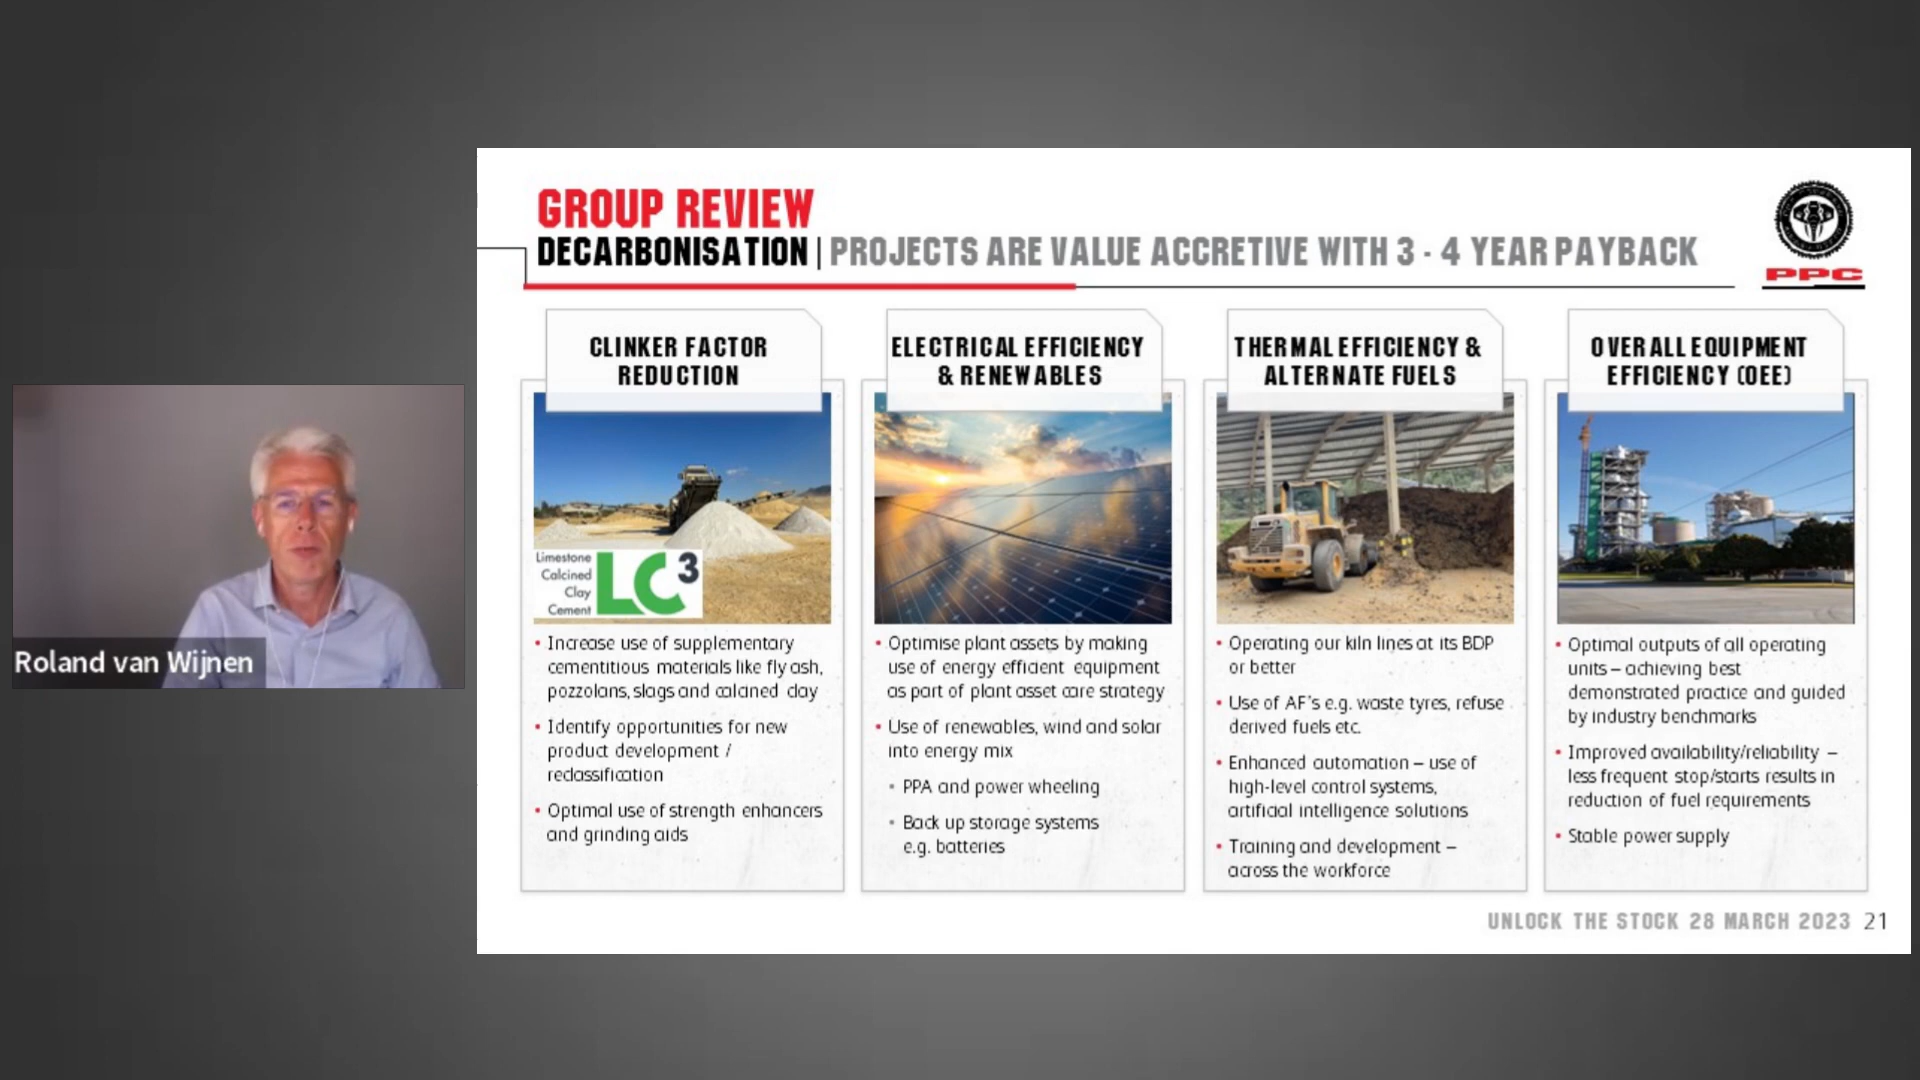 GROUP REVIEW
DECARBONISATION | PROJECTS ARE VALUE ACCRETIVE WITH 3 - 4 YEAR PAYBACK
PPC
CLINKER FACTOR
REDUCTION
Limestone
Calcined
Clay
Cement
LC3
• Increase use of supplementary
cementitious materials like fly ash,
pozzolans, slags and calcined clay
• Identify opportunities for new
product development /
reclassification
• Optimal use of strength enhancers
and grinding aids
ELECTRICAL EFFICIENCY
& RENEWABLES
• Optimise plant assets by making
use of energy efficient equipment
as part of plant asset care strategy
• Use of renewables, wind and solar
into energy mix
• PPA and power wheeling
• Back up storage systems
e.g. batteries
THERMAL EFFICIENCY &
ALTERNATE FUELS
• Operating our kiln lines at its BDP
or better
• Use of AF's e.g. waste tyres, refuse
derived fuels etc.
• Enhanced automation – use of
high-level control systems,
artificial intelligence solutions
• Training and development –
across the workforce
OVERALL EQUIPMENT
EFFICIENCY (OEE)
• Optimal outputs of all operating
units – achieving best
demonstrated practice and guided
by industry benchmarks
• Improved availability/reliability –
less frequent stop/starts results in
reduction of fuel requirements
• Stable power supply
UNLOCK THE STOCK 28 MARCH 2023 21
Roland van Wijnen